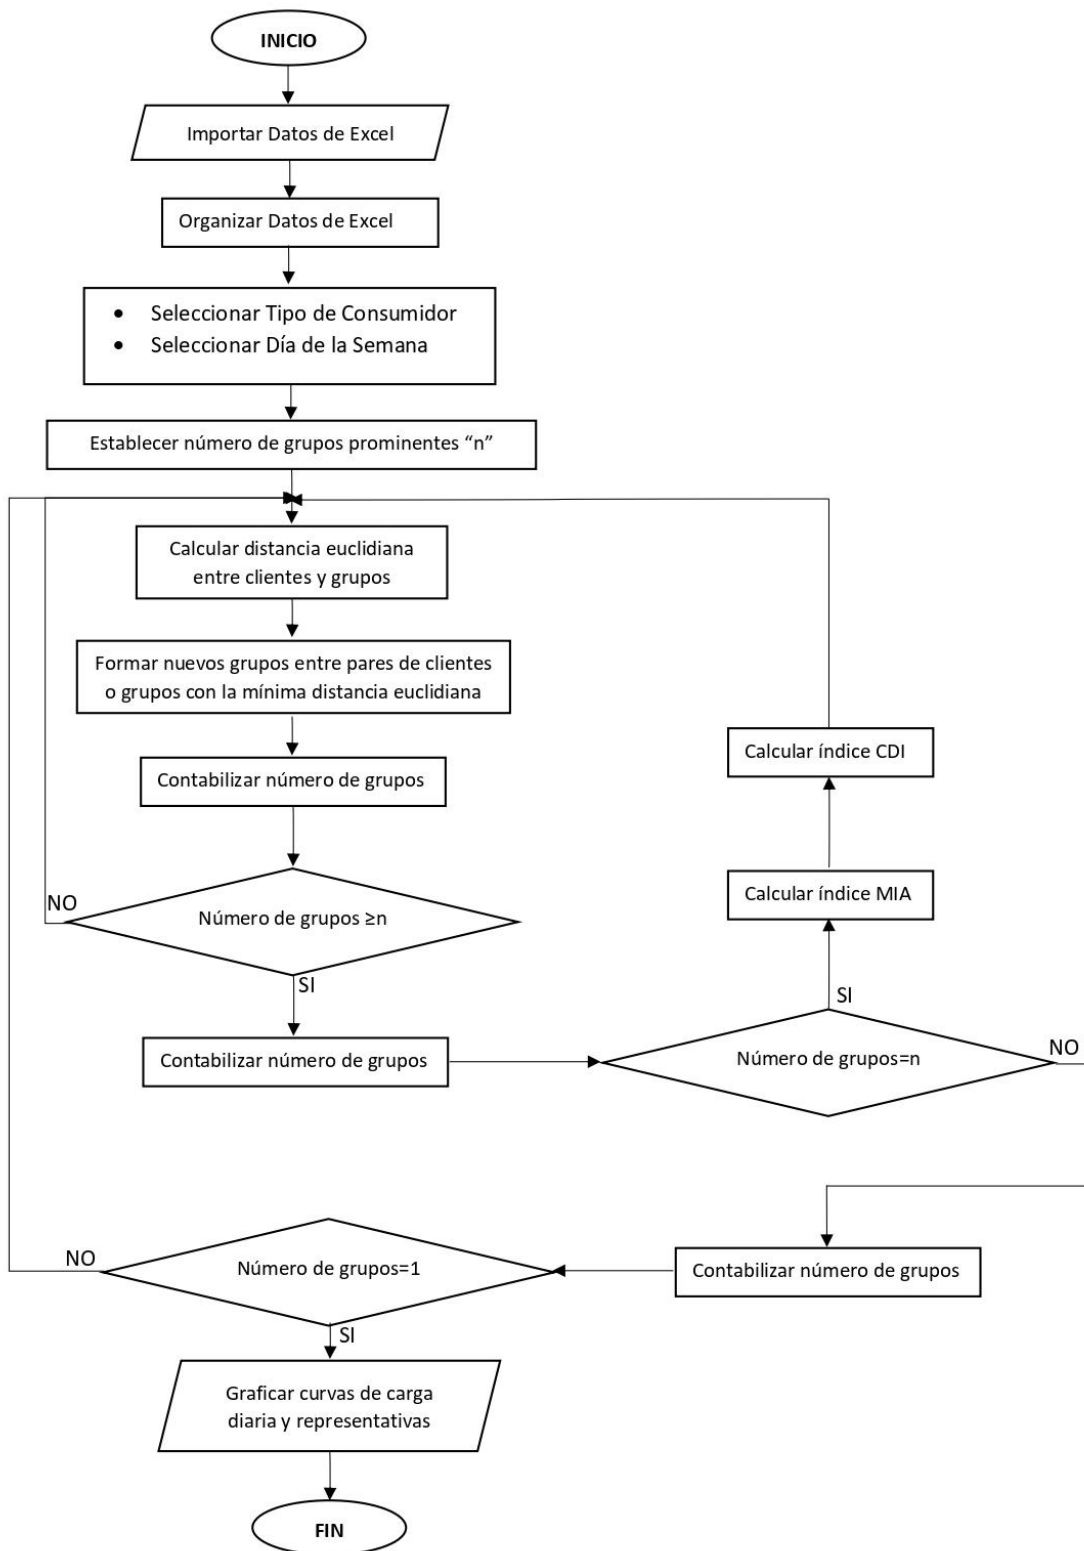 INICIO
Importar Datos de Excel
Organizar Datos de Excel
• Seleccionar Tipo de Consumidor
• Seleccionar Día de la Semana
Establecer número de grupos prominentes “n”
Calcular distancia euclidiana
entre clientes y grupos
Formar nuevos grupos entre pares de clientes
o grupos con la mínima distancia euclidiana
Contabilizar número de grupos
NO
Número de grupos ≥n
SI
Contabilizar número de grupos
Número de grupos=n
SI
Calcular índice MIA
Calcular índice CDI
NO
Contabilizar número de grupos
Número de grupos=1
NO
SI
Graficar curvas de carga
diaria y representativas
FIN